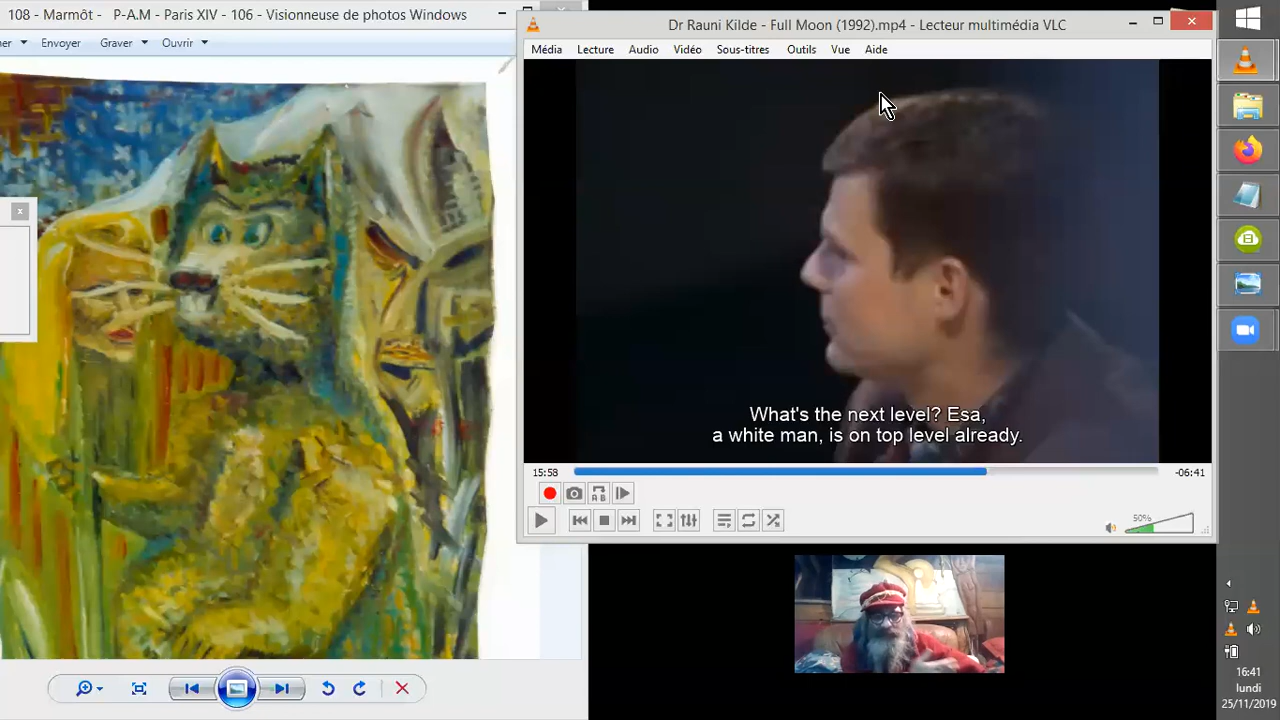 108 - Marmôt -    P-A.M - Paris XIV - 106 - Visionneuse de photos Windows
Envoyer
Graver
Ouvrir
x
Dr Rauni Kilde - Full Moon (1992).mp4 - Lecteur multimédia VLC
Média
Lecture
Audio
Vidéo
Sous-titres
Outils
Vue
Aide
What's the next level? Esa,
a white man, is on top level already.
15:58
-06:41
50%
16:41
lundi
25/11/2019